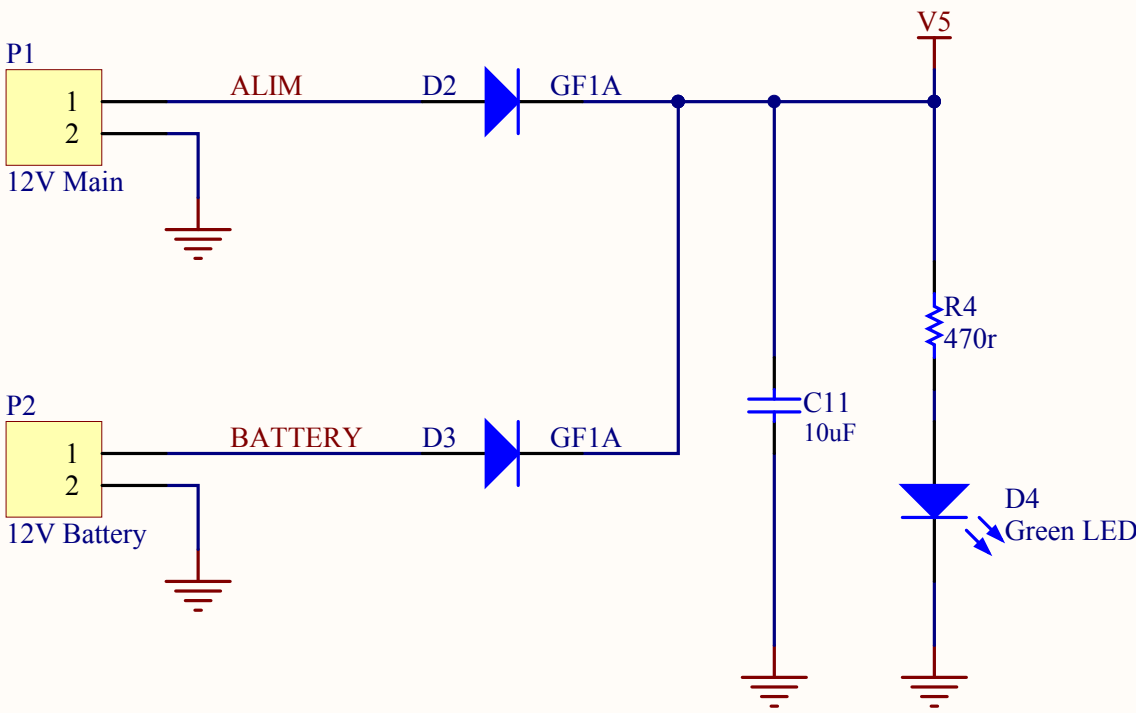 V5
P1
1
2
12V Main
ALIM
D2
GF1A
R4
470r
P2
1
2
12V Battery
BATTERY
D3
GF1A
C11
10uF
D4
Green LED